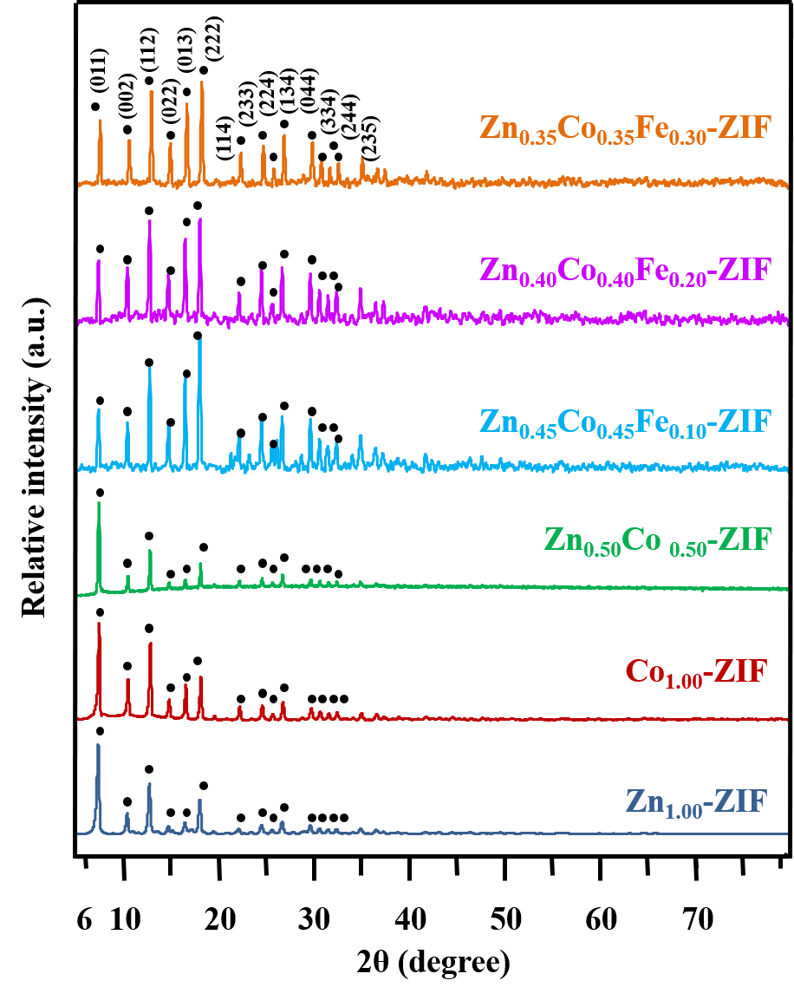 (011)
(002)
(112)
(022)
(013)
(222)
(114)
(233)
(224)
(134)
(044)
(334)
(244)
(235)
Zn0.35Co0.35Fe0.30-ZIF
Zn0.40Co0.40Fe0.20-ZIF
Zn0.45Co0.45Fe0.10-ZIF
Zn0.50Co 0.50-ZIF
Co1.00-ZIF
Zn1.00-ZIF
Relative intensity (a.u.)
6 10 20 30 40 50 60 70
2θ (degree)